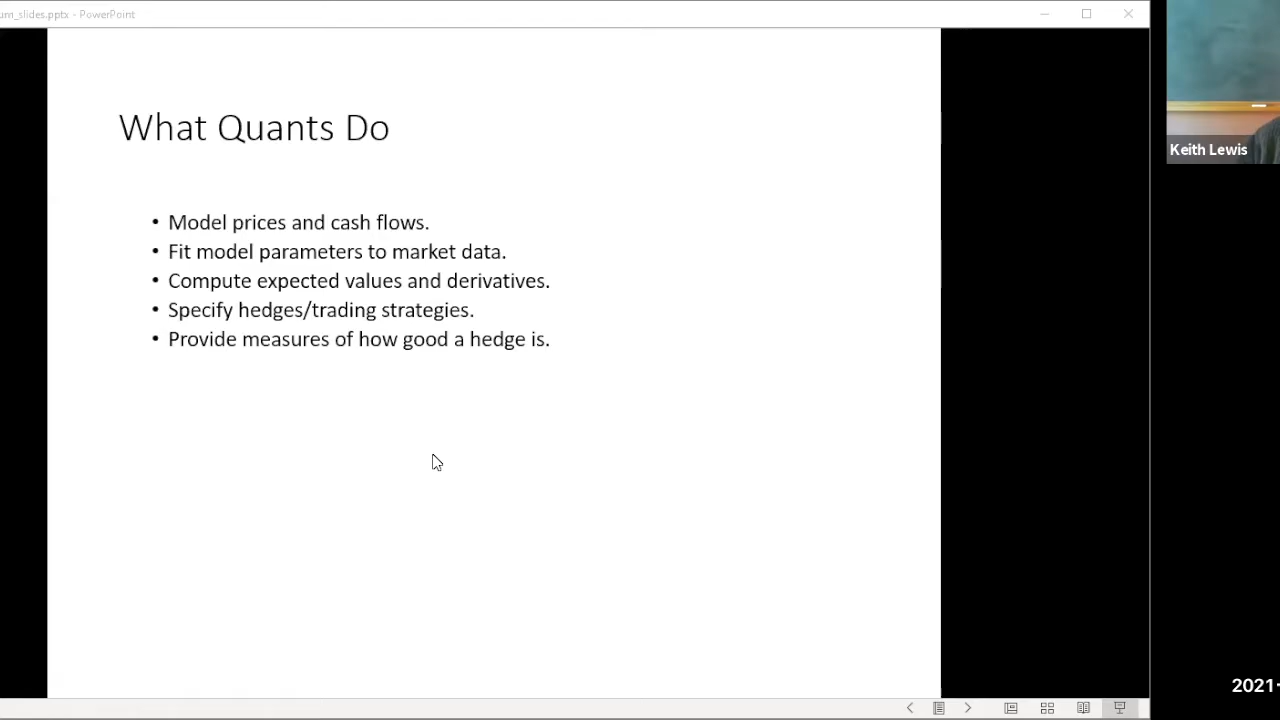 um_slides.pptx - PowerPoint
What Quants Do
• Model prices and cash flows.
• Fit model parameters to market data.
• Compute expected values and derivatives.
• Specify hedges/trading strategies.
• Provide measures of how good a hedge is.
Keith Lewis
2021-